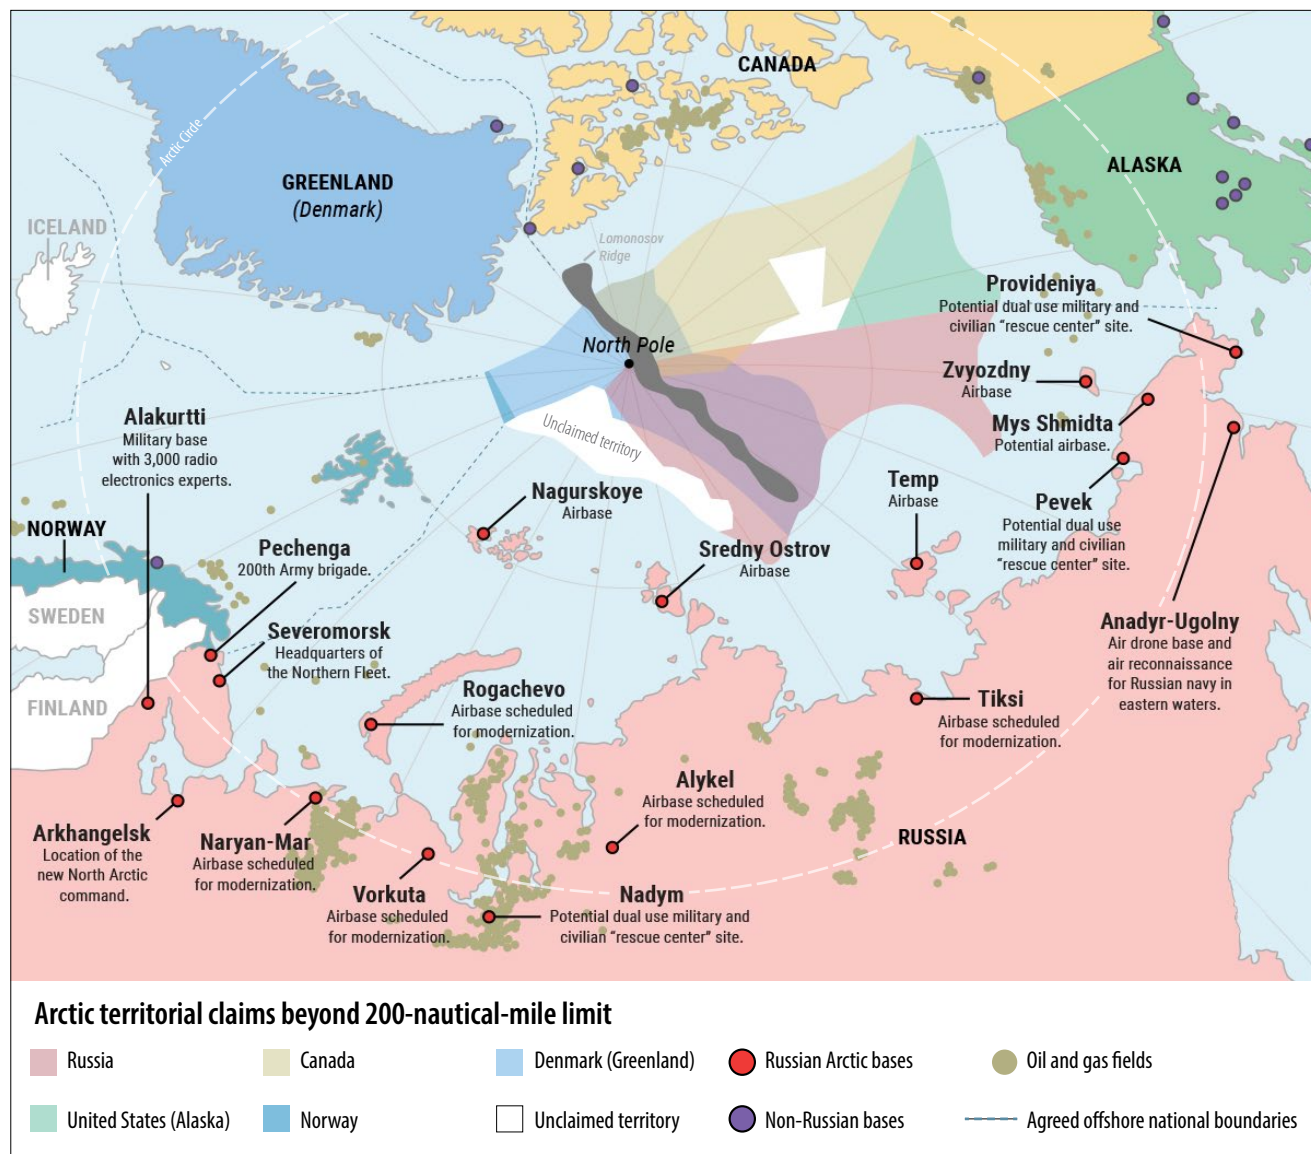 CANADA
Arctic Circle
ALASKA
GREENLAND
(Denmark)
ICELAND
Lomonosov
Ridge
Provideniya
Potential dual use military and
civilian “rescue center” site.
North Pole
Zvyozdny
Airbase
Alakurtti
Military base
with 3,000 radio
electronics experts.
Unclaimed territory
Mys Shmidta
Potential airbase.
Nagurskoye
Airbase
Temp
Airbase
Pevek
Potential dual use
military and civilian
“rescue center” site.
NORWAY
Pechenga
200th Army brigade.
Sredny Ostrov
Airbase
SWEDEN
Severomorsk
Headquarters of
the Northern Fleet.
Anadyr-Ugolny
Air drone base and
air reconnaissance
for Russian navy in
eastern waters.
FINLAND
Rogachevo
Airbase scheduled
for modernization.
Tiksi
Airbase scheduled
for modernization.
Alykel
Airbase scheduled
for modernization.
Arkhangelsk
Location of the
new North Arctic
command.
Naryan-Mar
Airbase scheduled
for modernization.
RUSSIA
Vorkuta
Airbase scheduled
for modernization.
Nadym
Potential dual use military and
civilian “rescue center” site.
Arctic territorial claims beyond 200-nautical-mile limit
Russia
Canada
Denmark (Greenland)
Russian Arctic bases
Oil and gas fields
United States (Alaska)
Norway
Unclaimed territory
Non-Russian bases
Agreed offshore national boundaries